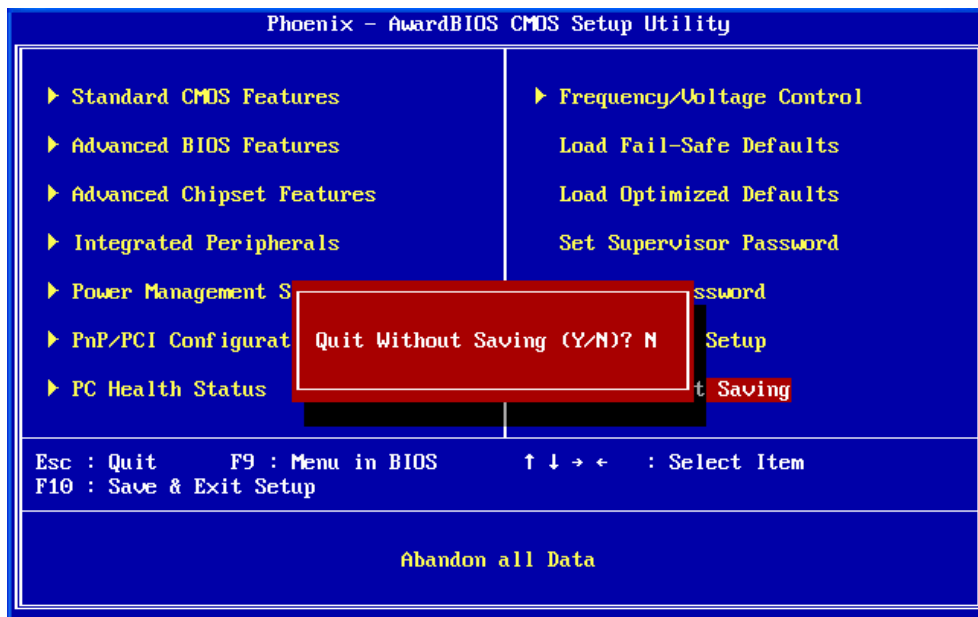 Phoenix - AwardBIOS CMOS Setup Utility
Standard CMOS Features
Advanced BIOS Features
Advanced Chipset Features
Integrated Peripherals
Power Management S
PnP/PCI Configurat
PC Health Status
Frequency/Voltage Control
Load Fail-Safe Defaults
Load Optimized Defaults
Set Supervisor Password
ssword
Setup
t Saving
Quit Without Saving (Y/N)? N
Esc : Quit F9 : Menu in BIOS ↑ ↓ → ← : Select Item
F10 : Save & Exit Setup
Abandon all Data